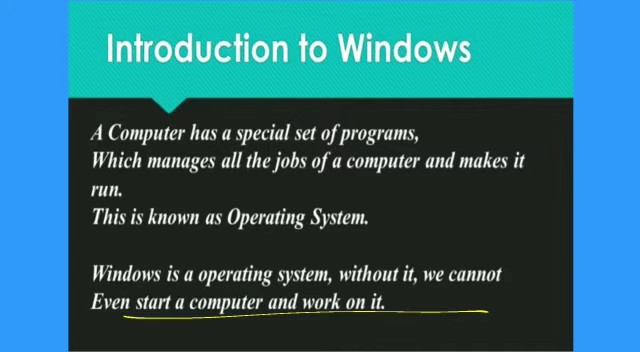 Introduction to Windows
A Computer has a special set of programs,
Which manages all the jobs of a computer and makes it
run.
This is known as Operating System.
Windows is a operating system, without it, we cannot
Even start a computer and work on it.